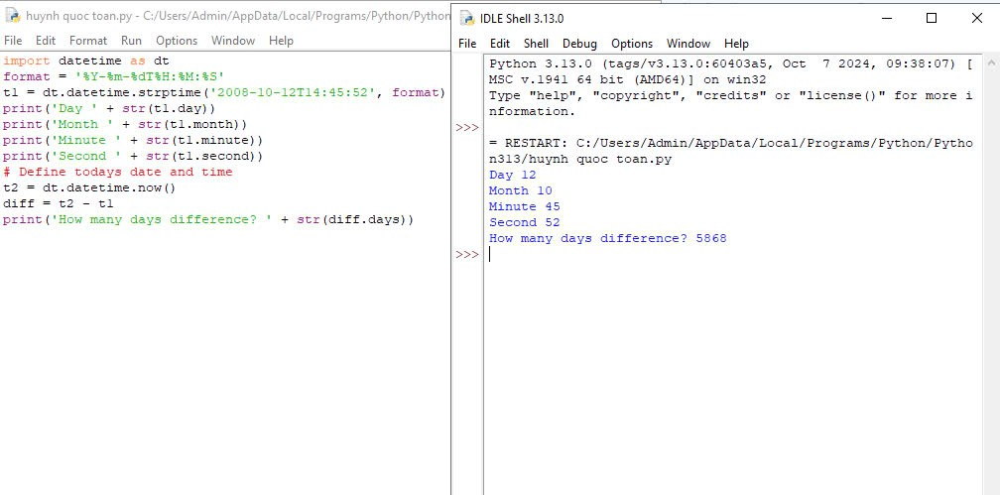 huynh quoc toan.py - C:/Users/Admin/AppData/Local/Programs/Python/Python
File Edit Format Run Options Window Help
import datetime as dt
format = '%Y-%m-%dT%H:%M:%S'
t1 = dt.datetime.strptime('2008-10-12T14:45:52', format)
print('Day ' + str(t1.day))
print('Month ' + str(t1.month))
print('Minute ' + str(t1.minute))
print('Second ' + str(t1.second))
# Define todays date and time
t2 = dt.datetime.now()
diff = t2 - t1
print('How many days difference? ' + str(diff.days))
IDLE Shell 3.13.0
File Edit Shell Debug Options Window Help
Python 3.13.0 (tags/v3.13.0:60403a5, Oct  7 2024, 09:38:07) [
MSC v.1941 64 bit (AMD64)] on win32
Type "help", "copyright", "credits" or "license()" for more i
nformation.
>>>
= RESTART: C:/Users/Admin/AppData/Local/Programs/Python/Pytho
n313/huynh quoc toan.py
Day 12
Month 10
Minute 45
Second 52
How many days difference? 5868
>>>